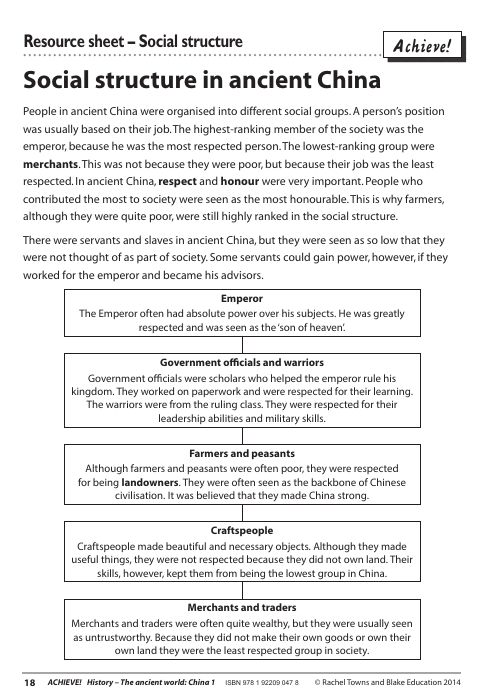 Resource sheet – Social structure
Achieve!
Social structure in ancient China
People in ancient China were organised into different social groups. A person's position
was usually based on their job. The highest-ranking member of the society was the
emperor, because he was the most respected person. The lowest-ranking group were
merchants. This was not because they were poor, but because their job was the least
respected. In ancient China, respect and honour were very important. People who
contributed the most to society were seen as the most honourable. This is why farmers,
although they were quite poor, were still highly ranked in the social structure.
There were servants and slaves in ancient China, but they were seen as so low that they
were not thought of as part of society. Some servants could gain power, however, if they
worked for the emperor and became his advisors.
Emperor
The Emperor often had absolute power over his subjects. He was greatly
respected and was seen as the 'son of heaven'.
Government officials and warriors
Government officials were scholars who helped the emperor rule his
kingdom. They worked on paperwork and were respected for their learning.
The warriors were from the ruling class. They were respected for their
leadership abilities and military skills.
Farmers and peasants
Although farmers and peasants were often poor, they were respected
for being landowners. They were often seen as the backbone of Chinese
civilisation. It was believed that they made China strong.
Craftspeople
Craftspeople made beautiful and necessary objects. Although they made
useful things, they were not respected because they did not own land. Their
skills, however, kept them from being the lowest group in China.
Merchants and traders
Merchants and traders were often quite wealthy, but they were usually seen
as untrustworthy. Because they did not make their own goods or own their
own land they were the least respected group in society.
18 ACHIEVE! History – The ancient world: China 1 ISBN 978 1 92209 047 8 © Rachel Towns and Blake Education 2014